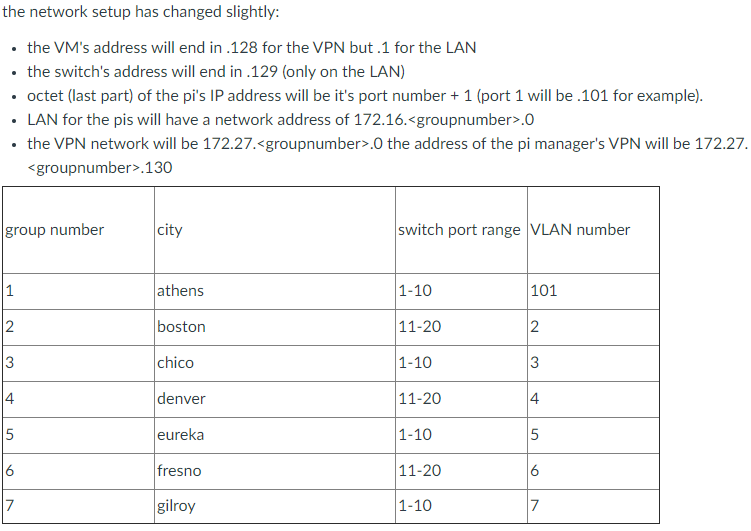 the network setup has changed slightly:
• the VM's address will end in .128 for the VPN but .1 for the LAN
• the switch's address will end in .129 (only on the LAN)
• octet (last part) of the pi's IP address will be it's port number + 1 (port 1 will be .101 for example).
• LAN for the pis will have a network address of 172.16.<groupnumber>.0
• the VPN network will be 172.27.<groupnumber>.0 the address of the pi manager's VPN will be 172.27.
<groupnumber>.130
group number city switch port range VLAN number
1 athens 1-10 101
2 boston 11-20 2
3 chico 1-10 3
4 denver 11-20 4
5 eureka 1-10 5
6 fresno 11-20 6
7 gilroy 1-10 7